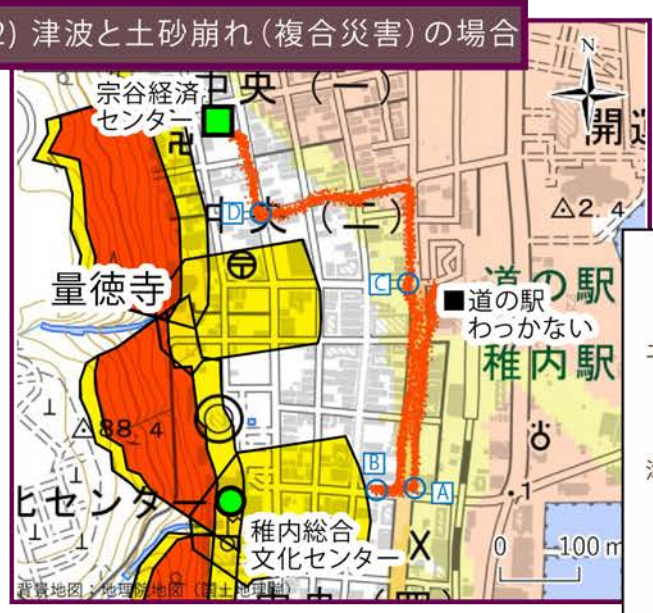 2) 津波と土砂崩れ(複合災害)の場合
宗谷経済
センター
中央(一)
N
開
卍
D
中央(二)
2.4
量徳寺
C
道の駅
わっかない
道の駅
稚内駅
88.4
B
A
・1
化センター
稚内総合
文化センター
X
0
100m
背景地図:地理院地図(国土地理院)